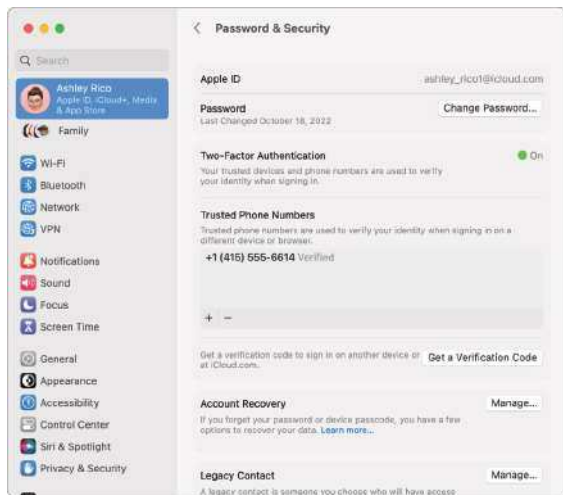 Password & Security
Search
Ashley Rico
Apple ID, iCloud+, Media
& App Store
Family
Wi-Fi
Bluetooth
Network
VPN
Notifications
Sound
Focus
Screen Time
General
Appearance
Accessibility
Control Center
Siri & Spotlight
Privacy & Security
Apple ID
ashley_rico1@icloud.com
Password
Last Changed October 18, 2022
Change Password...
Two-Factor Authentication
On
Your trusted devices and phone numbers are used to verify
your identity when signing in.
Trusted Phone Numbers
Trusted phone numbers are used to verify your identity when signing in on a
different device or browser.
+1 (415) 555-6614 Verified
+ −
Get a verification code to sign in on another device or
at iCloud.com.
Get a Verification Code
Account Recovery
Manage...
If you forget your password or device passcode, you have a few
options to recover your data. Learn more...
Legacy Contact
Manage...
A legacy contact is someone you choose who will have access